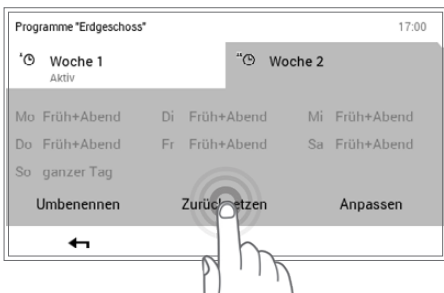 Programme "Erdgeschoss" 17:00
Woche 1 Woche 2
Aktiv
Mo Früh+Abend Di Früh+Abend Mi Früh+Abend
Do Früh+Abend Fr Früh+Abend Sa Früh+Abend
So ganzer Tag
Umbenennen Zurücksetzen Anpassen